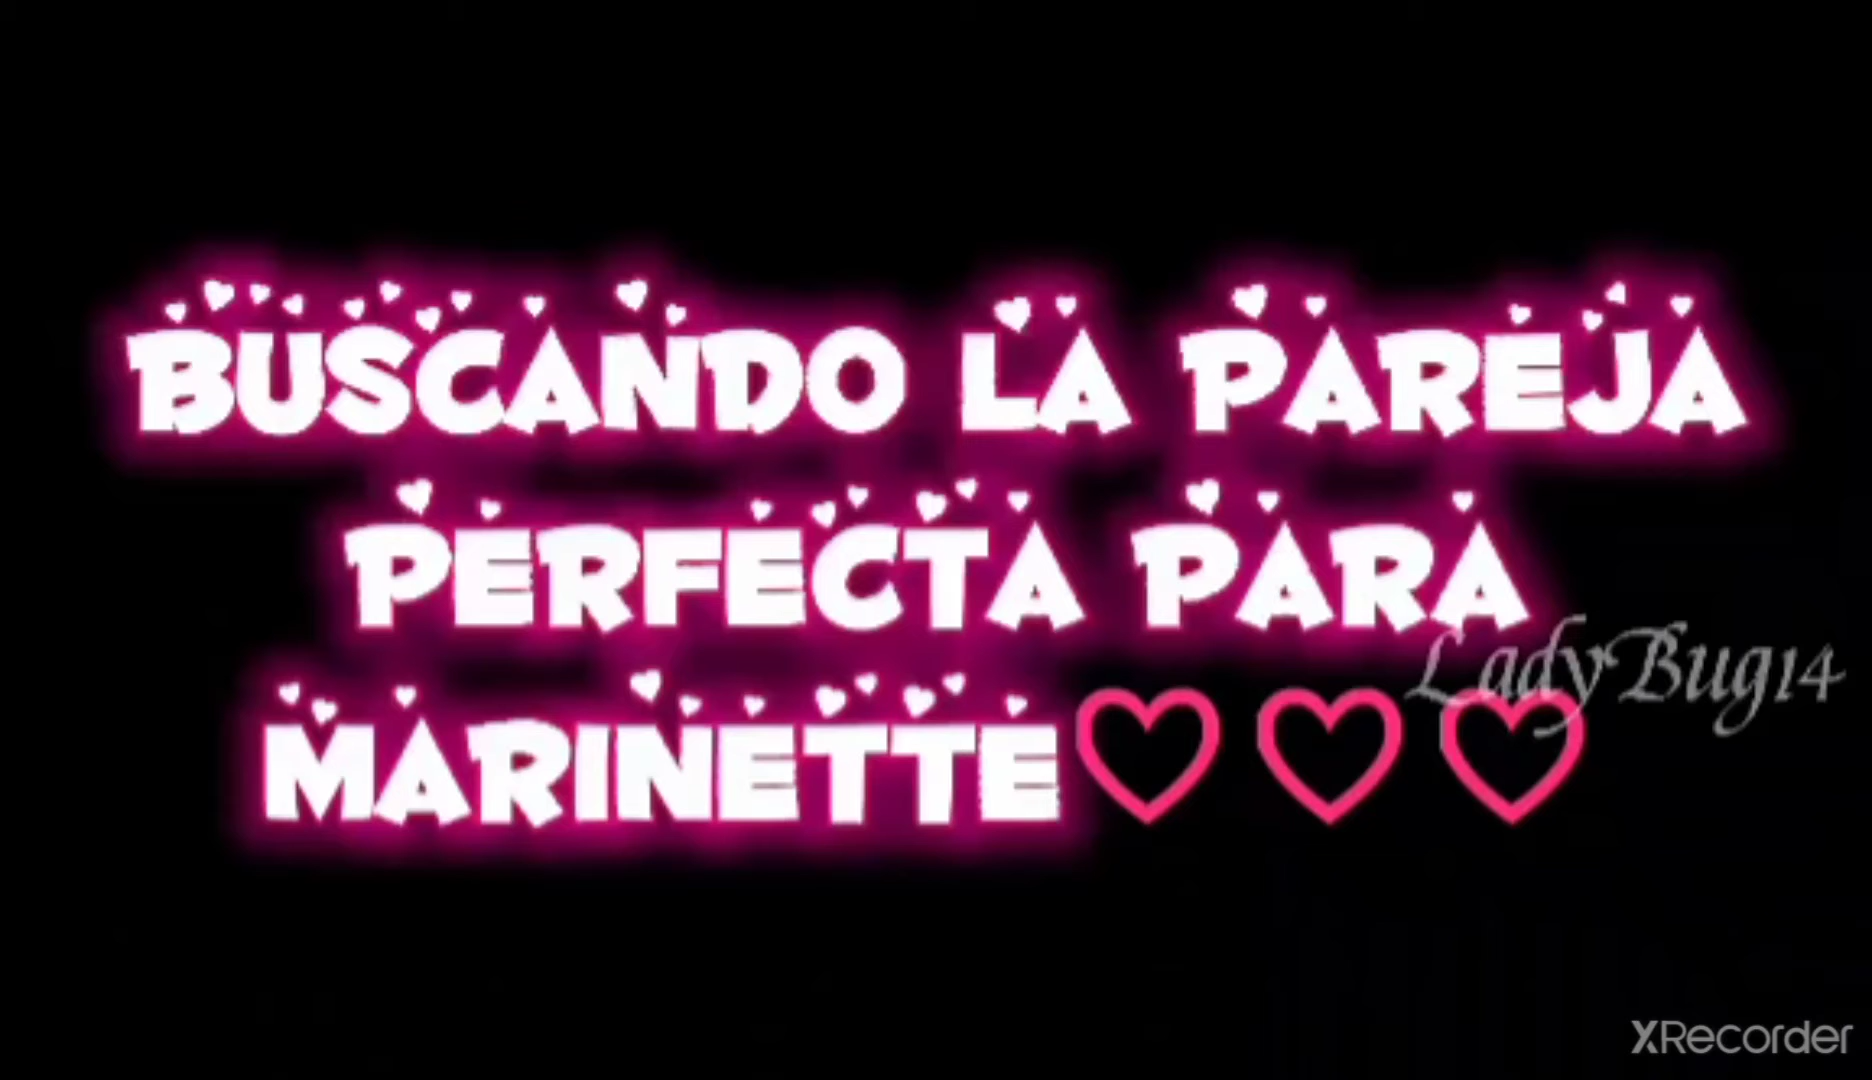 BUSCANDO LA PAREJA
PERFECTA PARA
MARINETTE♡♡♡
LadyBug14
XRecorder